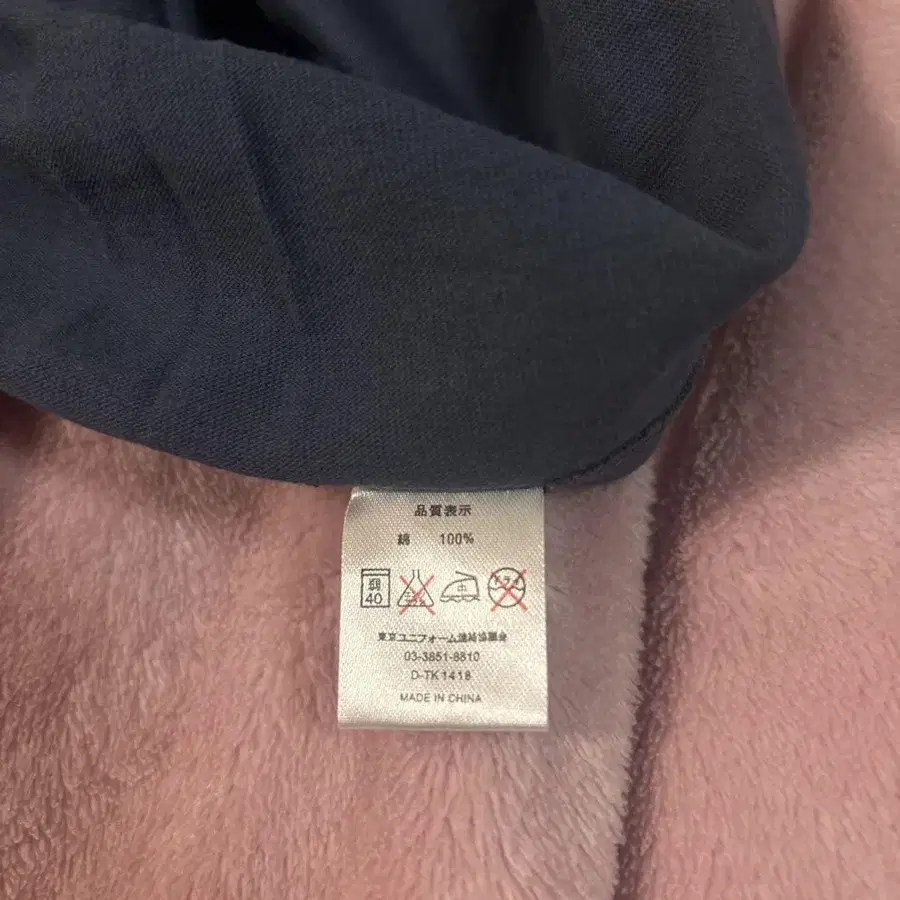 品質表示
綿 100%
40
東京ユニフォーム連絡協議会
03-3851-8810
D-TK1418
MADE IN CHINA